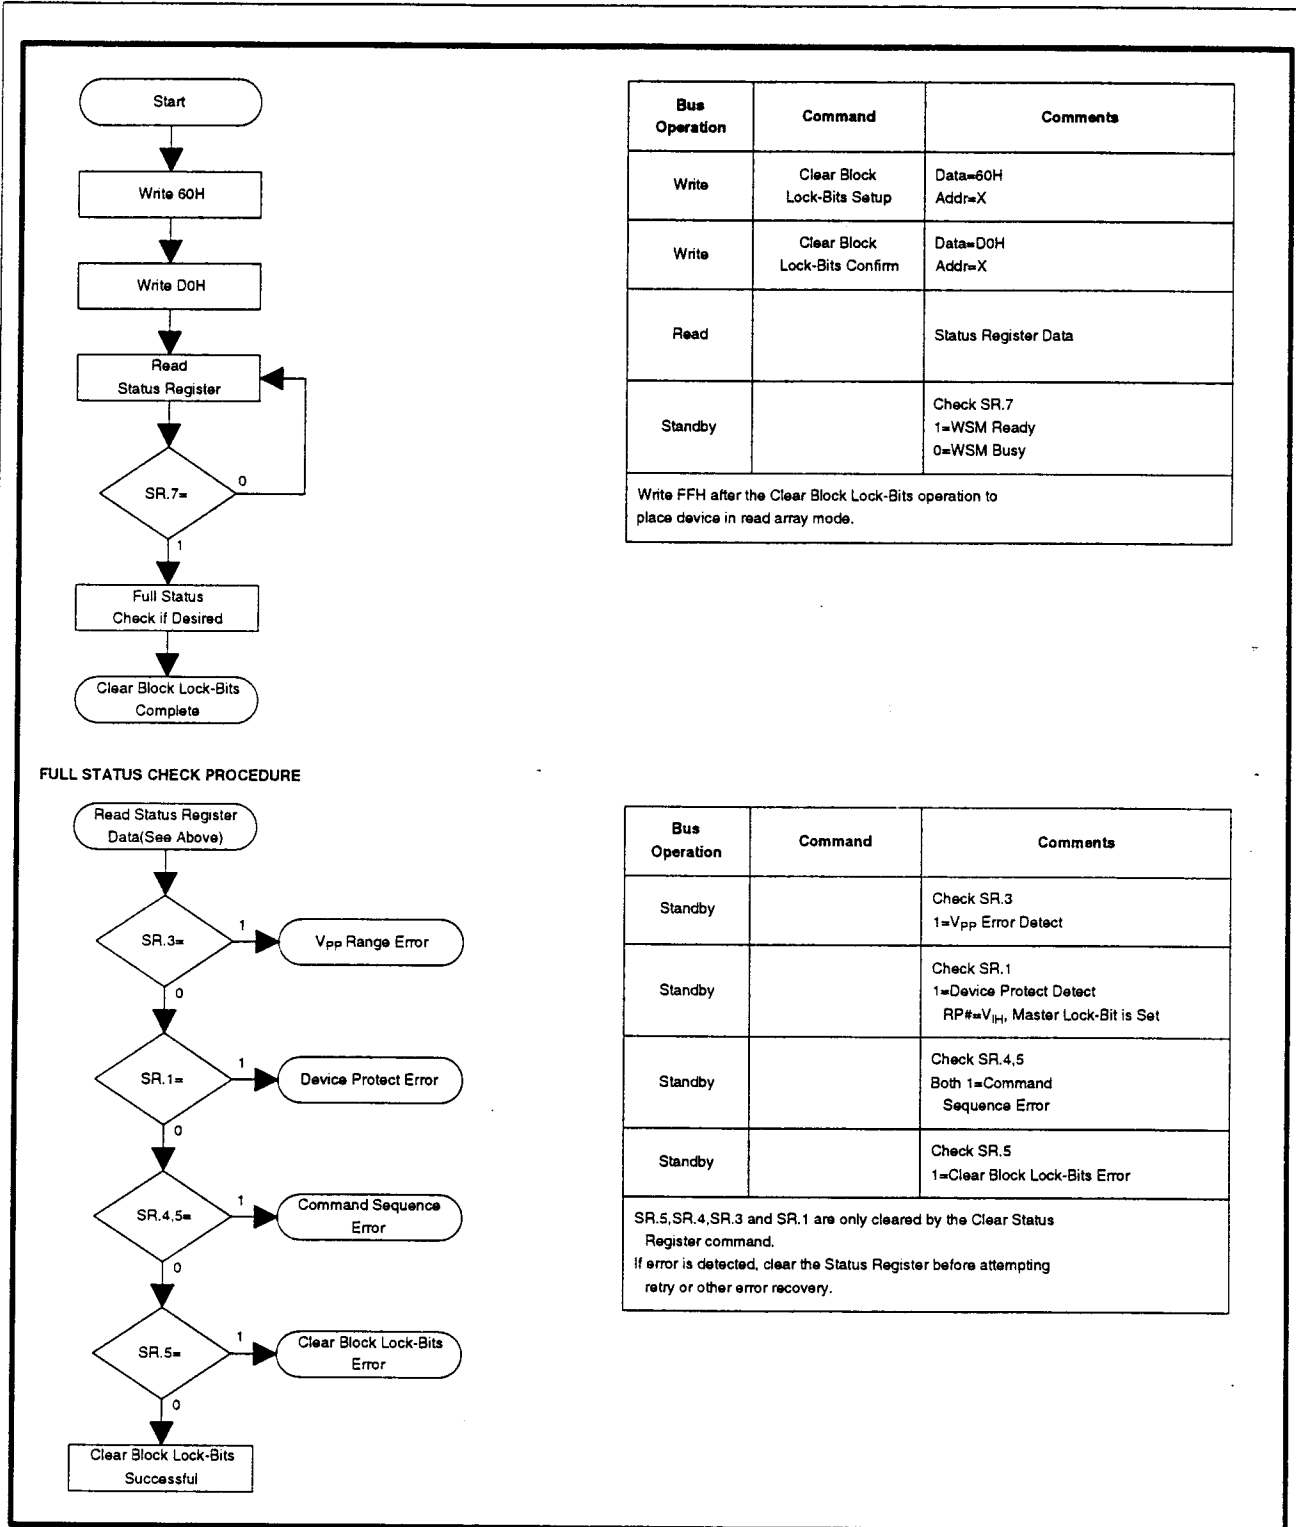 Start
Write 60H
Write D0H
Read
Status Register
SR.7=
0
1
Full Status
Check if Desired
Clear Block Lock-Bits
Complete
Bus
Operation
Command
Comments
Write
Clear Block
Lock-Bits Setup
Data=60H
Addr=X
Write
Clear Block
Lock-Bits Confirm
Data=D0H
Addr=X
Read
Status Register Data
Standby
Check SR.7
1=WSM Ready
0=WSM Busy
Write FFH after the Clear Block Lock-Bits operation to
place device in read array mode.
FULL STATUS CHECK PROCEDURE
Read Status Register
Data(See Above)
SR.3=
1
VPP Range Error
0
SR.1=
1
Device Protect Error
0
SR.4,5=
1
Command Sequence
Error
0
SR.5=
1
Clear Block Lock-Bits
Error
0
Clear Block Lock-Bits
Successful
Bus
Operation
Command
Comments
Standby
Check SR.3
1=VPP Error Detect
Standby
Check SR.1
1=Device Protect Detect
RP#=VIH, Master Lock-Bit is Set
Standby
Check SR.4,5
Both 1=Command
Sequence Error
Standby
Check SR.5
1=Clear Block Lock-Bits Error
SR.5,SR.4,SR.3 and SR.1 are only cleared by the Clear Status
Register command.
If error is detected, clear the Status Register before attempting
retry or other error recovery.